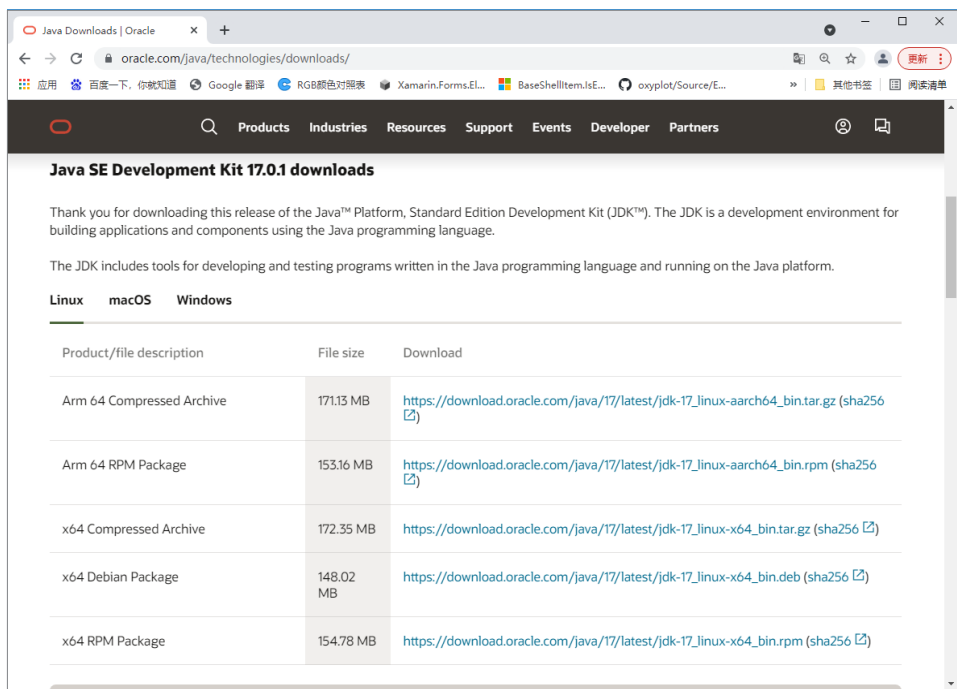 Java Downloads | Oracle
oracle.com/java/technologies/downloads/
更新
应用 百度一下，你就知道 Google 翻译 RGB颜色对照表 Xamarin.Forms.El... BaseShellItem.IsE... oxyplot/Source/E... » 其他书签 阅读清单
Products Industries Resources Support Events Developer Partners
Java SE Development Kit 17.0.1 downloads
Thank you for downloading this release of the Java™ Platform, Standard Edition Development Kit (JDK™). The JDK is a development environment for
building applications and components using the Java programming language.
The JDK includes tools for developing and testing programs written in the Java programming language and running on the Java platform.
Linux macOS Windows
Product/file description File size Download
Arm 64 Compressed Archive 171.13 MB https://download.oracle.com/java/17/latest/jdk-17_linux-aarch64_bin.tar.gz (sha256
)
Arm 64 RPM Package 153.16 MB https://download.oracle.com/java/17/latest/jdk-17_linux-aarch64_bin.rpm (sha256
)
x64 Compressed Archive 172.35 MB https://download.oracle.com/java/17/latest/jdk-17_linux-x64_bin.tar.gz (sha256 )
x64 Debian Package 148.02 https://download.oracle.com/java/17/latest/jdk-17_linux-x64_bin.deb (sha256 )
MB
x64 RPM Package 154.78 MB https://download.oracle.com/java/17/latest/jdk-17_linux-x64_bin.rpm (sha256 )